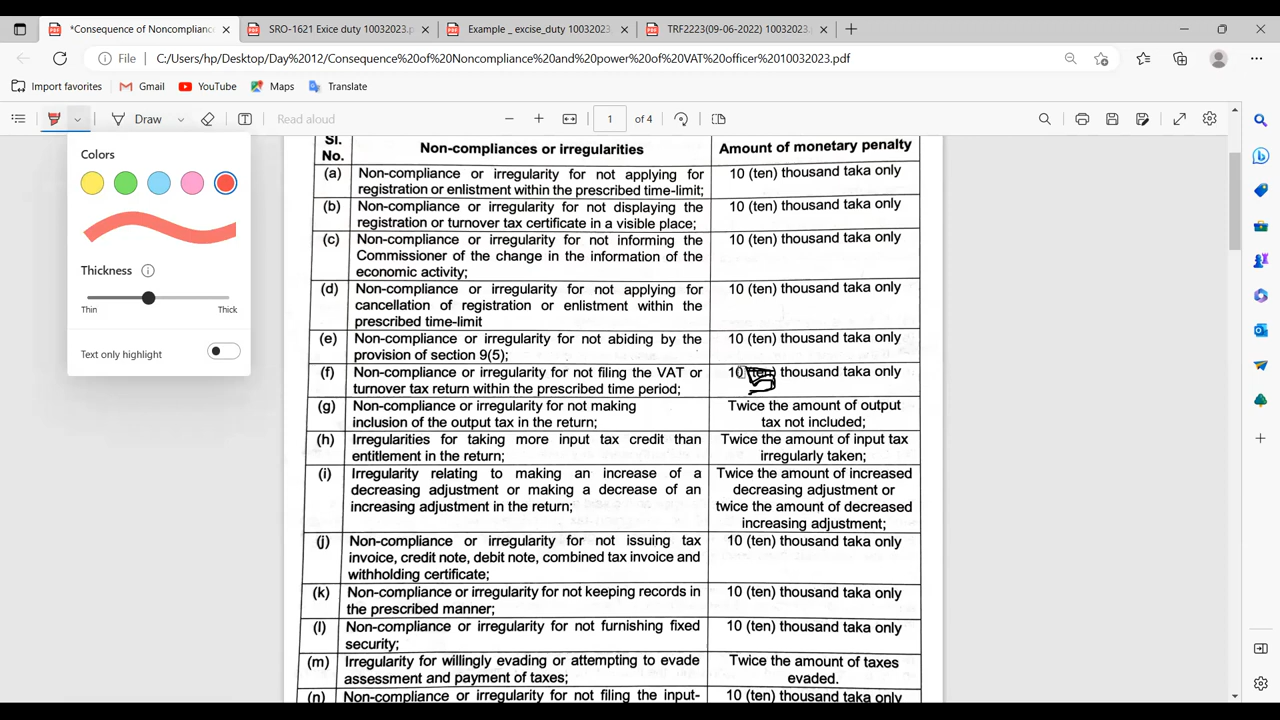 *Consequence of Noncompliance
SRO-1621 Exice duty 10032023.p
Example _ excise_duty 10032023.
TRF2223(09-06-2022) 10032023.
File
C:/Users/hp/Desktop/Day%2012/Consequence%20of%20Noncompliance%20and%20power%20of%20VAT%20officer%2010032023.pdf
Import favorites
Gmail
YouTube
Maps
Translate
Draw
Read aloud
1
of 4
Colors
Thickness
Thin
Thick
Text only highlight
Sl.
No.
Non-compliances or irregularities
Amount of monetary penalty
(a)
Non-compliance or irregularity for not applying for
registration or enlistment within the prescribed time-limit;
10 (ten) thousand taka only
(b)
Non-compliance or irregularity for not displaying the
registration or turnover tax certificate in a visible place;
10 (ten) thousand taka only
(c)
Non-compliance or irregularity for not informing the
Commissioner of the change in the information of the
economic activity;
10 (ten) thousand taka only
(d)
Non-compliance or irregularity for not applying for
cancellation of registration or enlistment within the
prescribed time-limit
10 (ten) thousand taka only
(e)
Non-compliance or irregularity for not abiding by the
provision of section 9(5);
10 (ten) thousand taka only
(f)
Non-compliance or irregularity for not filing the VAT or
turnover tax return within the prescribed time period;
10 (ten) thousand taka only
(g)
Non-compliance or irregularity for not making
inclusion of the output tax in the return;
Twice the amount of output
tax not included;
(h)
Irregularities for taking more input tax credit than
entitlement in the return;
Twice the amount of input tax
irregularly taken;
(i)
Irregularity relating to making an increase of a
decreasing adjustment or making a decrease of an
increasing adjustment in the return;
Twice the amount of increased
decreasing adjustment or
twice the amount of decreased
increasing adjustment;
(j)
Non-compliance or irregularity for not issuing tax
invoice, credit note, debit note, combined tax invoice and
withholding certificate;
10 (ten) thousand taka only
(k)
Non-compliance or irregularity for not keeping records in
the prescribed manner;
10 (ten) thousand taka only
(l)
Non-compliance or irregularity for not furnishing fixed
security;
10 (ten) thousand taka only
(m)
Irregularity for willingly evading or attempting to evade
assessment and payment of taxes;
Twice the amount of taxes
evaded.
(n)
Non-compliance or irregularity for not filing the input-
10 (ten) thousand taka only